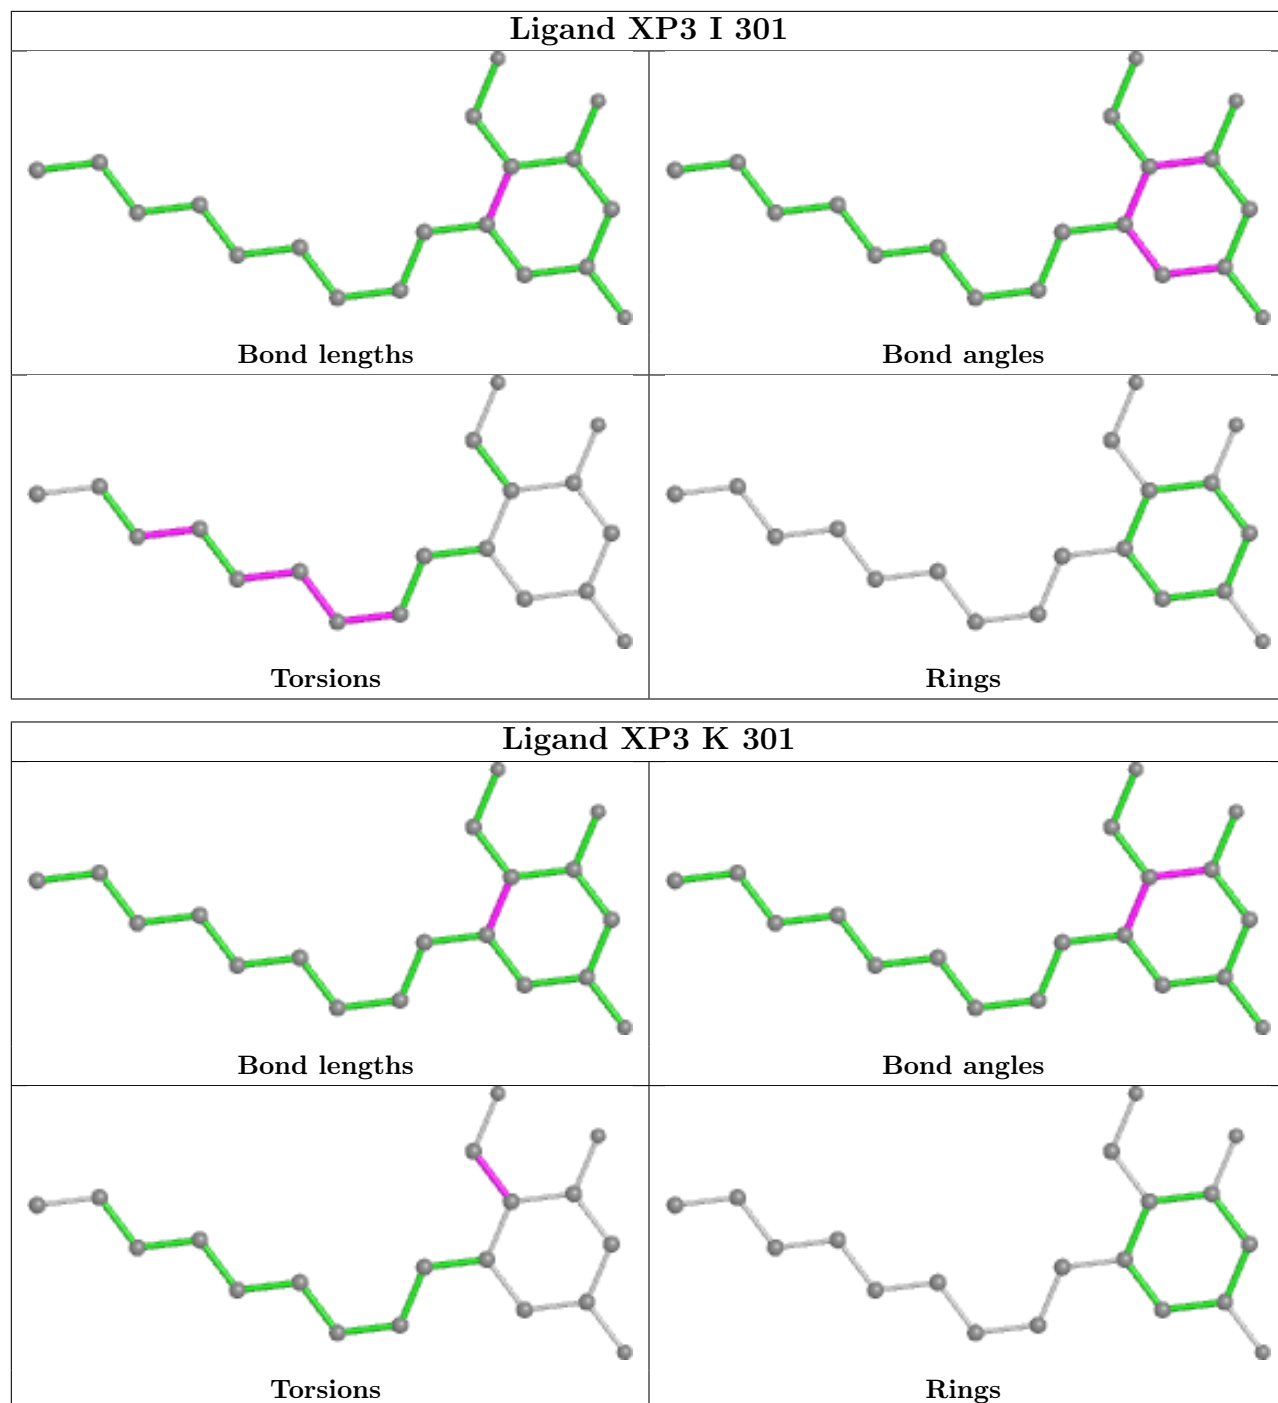 Ligand XP3 I 301
Bond lengths
Bond angles
Torsions
Rings
Ligand XP3 K 301
Bond lengths
Bond angles
Torsions
Rings